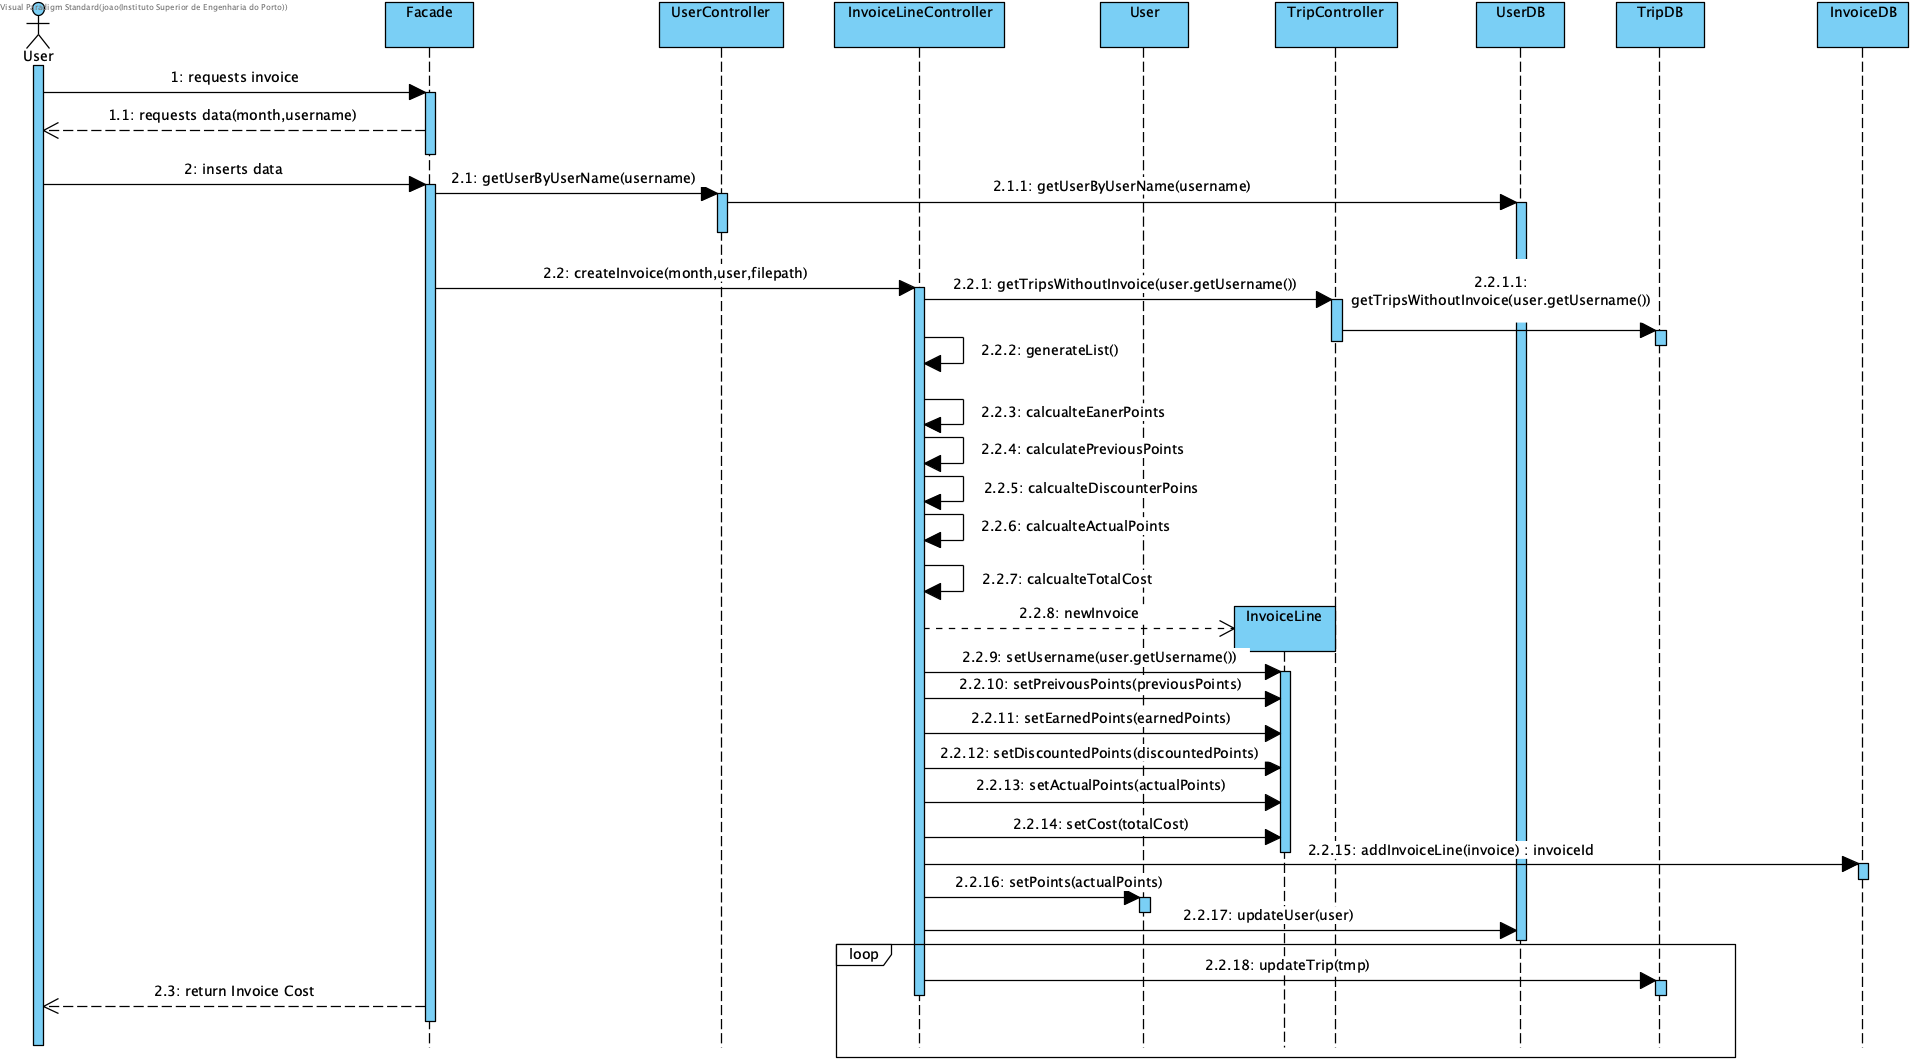 Visual Paradigm Standard(joao(Instituto Superior de Engenharia do Porto))
User
Facade
UserController
InvoiceLineController
User
TripController
UserDB
TripDB
InvoiceDB
1: requests invoice
1.1: requests data(month,username)
2: inserts data
2.1: getUserByUserName(username)
2.1.1: getUserByUserName(username)
2.2: createInvoice(month,user,filepath)
2.2.1: getTripsWithoutInvoice(user.getUsername())
2.2.1.1:
getTripsWithoutInvoice(user.getUsername())
2.2.2: generateList()
2.2.3: calcualteEanerPoints
2.2.4: calculatePreviousPoints
2.2.5: calcualteDiscounterPoins
2.2.6: calcualteActualPoints
2.2.7: calcualteTotalCost
2.2.8: newInvoice
InvoiceLine
2.2.9: setUsername(user.getUsername())
2.2.10: setPreivousPoints(previousPoints)
2.2.11: setEarnedPoints(earnedPoints)
2.2.12: setDiscountedPoints(discountedPoints)
2.2.13: setActualPoints(actualPoints)
2.2.14: setCost(totalCost)
2.2.15: addInvoiceLine(invoice) : invoiceId
2.2.16: setPoints(actualPoints)
2.2.17: updateUser(user)
loop
2.2.18: updateTrip(tmp)
2.3: return Invoice Cost